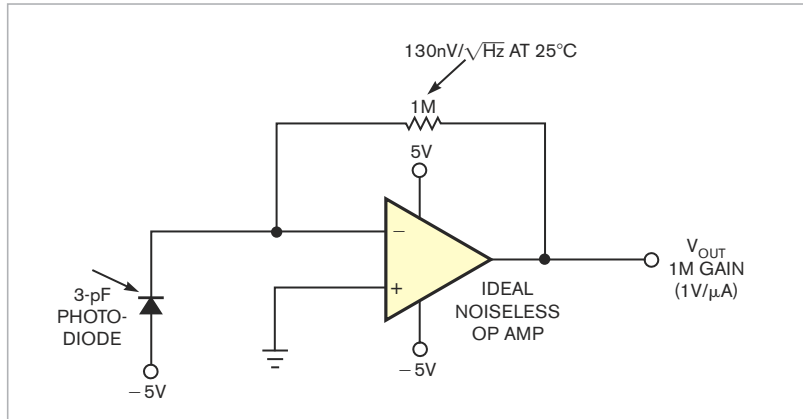 130nV/√Hz AT 25°C
1M
5V
−
+
3-pF
PHOTO-
DIODE
−5V
IDEAL
NOISELESS
OP AMP
−5V
VOUT
1M GAIN
(1V/μA)